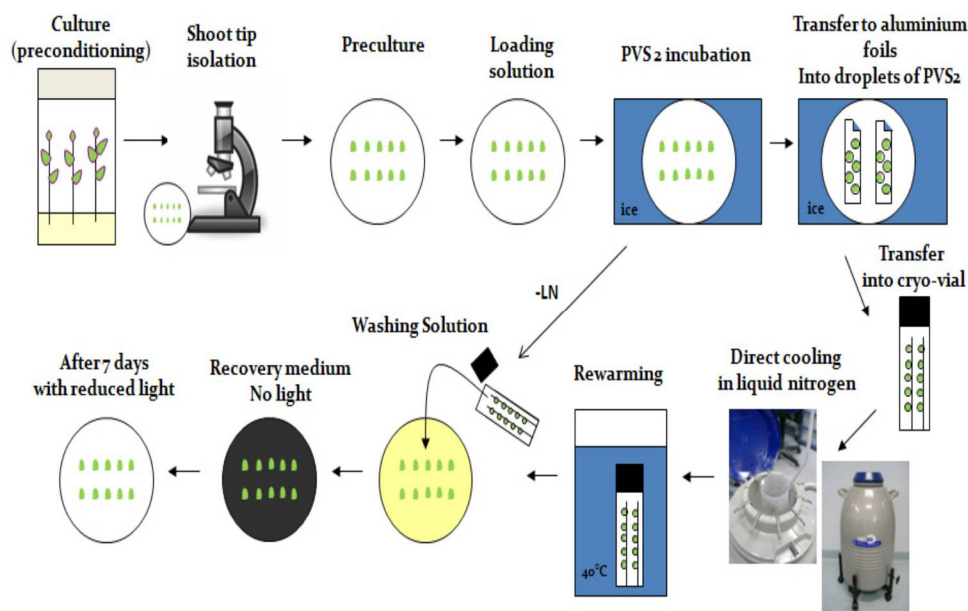 Culture
(preconditioning)
Shoot tip
isolation
Preculture
Loading
solution
PVS 2 incubation
Transfer to aluminium
foils
Into droplets of PVS2
ice
ice
Transfer
into cryo-vial
-LN
Washing Solution
After 7 days
with reduced light
Recovery medium
No light
Rewarming
Direct cooling
in liquid nitrogen
40°C